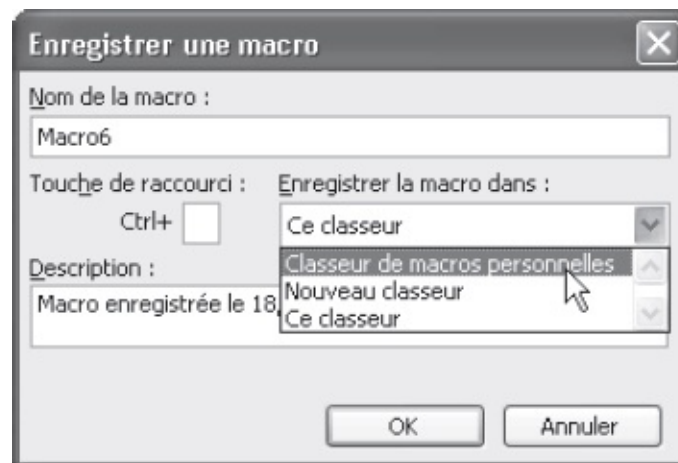 Enregistrer une macro
Nom de la macro :
Macro6
Touche de raccourci :
Ctrl+
Enregistrer la macro dans :
Ce classeur
Classeur de macros personnelles
Nouveau classeur
Ce classeur
Description :
Macro enregistrée le 18,
OK
Annuler